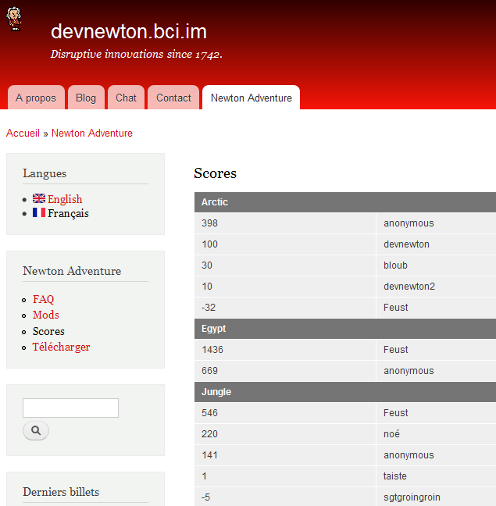 devnewton.bci.im
Disruptive innovations since 1742.
A propos Blog Chat Contact Newton Adventure
Accueil » Newton Adventure
Langues
English
Français
Newton Adventure
FAQ
Mods
Scores
Télécharger
Derniers billets
Scores
Arctic
398 anonymous
100 devnewton
30 bloub
10 devnewton2
-32 Feust
Egypt
1436 Feust
669 anonymous
Jungle
546 Feust
220 noé
141 anonymous
1 taiste
-5 sgtgroingroin